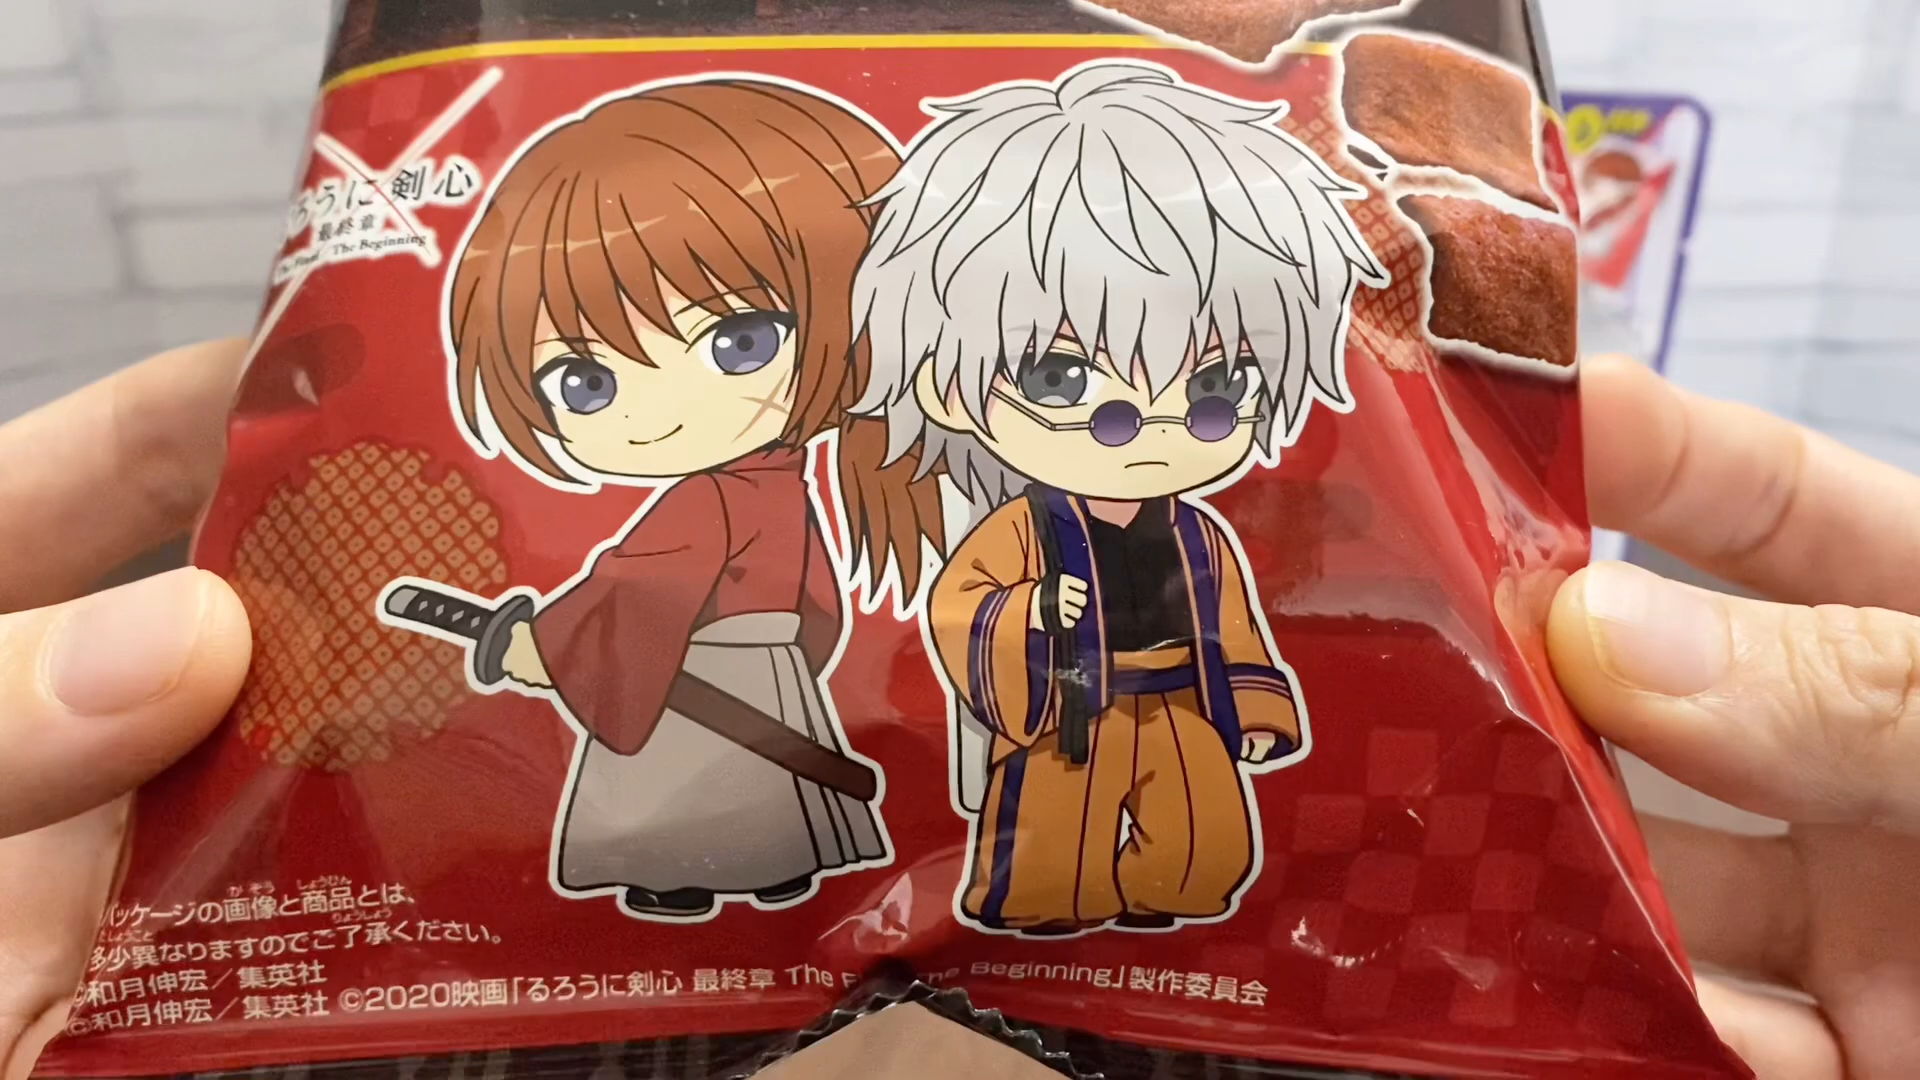 るろうに剣心
最終章
The Final / The Beginning
パッケージの画像と商品とは、
多少異なりますのでご了承ください。
©和月伸宏／集英社
©和月伸宏／集英社 ©2020映画「るろうに剣心 最終章 The F The Beginning」製作委員会